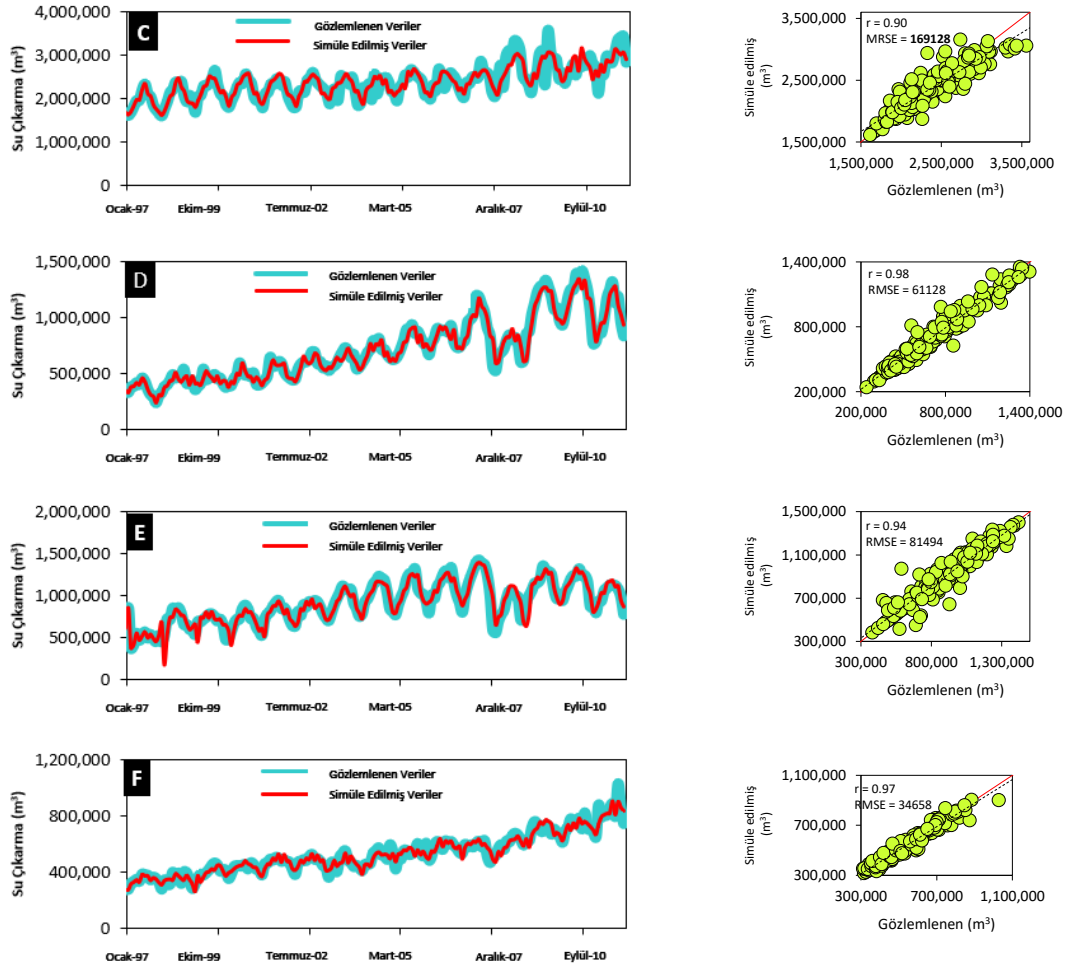 C
Gözlemlenen Veriler
Simüle Edilmiş Veriler
Su Çıkarma (m³)
4,000,000
3,000,000
2,000,000
1,000,000
0
Ocak-97 Ekim-99 Temmuz-02 Mart-05 Aralık-07 Eylül-10
r = 0.90
MRSE = 169128
Simüle edilmiş
(m³)
3,500,000
2,500,000
1,500,000
1,500,000 2,500,000 3,500,000
Gözlemlenen (m³)
D
Gözlemlenen Veriler
Simüle Edilmiş Veriler
Su Çıkarma (m³)
1,500,000
1,000,000
500,000
0
Ocak-97 Ekim-99 Temmuz-02 Mart-05 Aralık-07 Eylül-10
r = 0.98
RMSE = 61128
Simüle edilmiş
(m³)
1,400,000
800,000
200,000
200,000 800,000 1,400,000
Gözlemlenen (m³)
E
Gözlemlenen Veriler
Simüle Edilmiş Veriler
Su Çıkarma (m³)
2,000,000
1,500,000
1,000,000
500,000
0
Ocak-97 Ekim-99 Temmuz-02 Mart-05 Aralık-07 Eylül-10
r = 0.94
RMSE = 81494
Simüle edilmiş
(m³)
1,500,000
1,100,000
700,000
300,000
300,000 800,000 1,300,000
Gözlemlenen (m³)
F
Gözlemlenen Veriler
Simüle Edilmiş Veriler
Su Çıkarma (m³)
1,200,000
800,000
400,000
0
Ocak-97 Ekim-99 Temmuz-02 Mart-05 Aralık-07 Eylül-10
r = 0.97
RMSE = 34658
Simüle edilmiş
(m³)
1,100,000
700,000
300,000
300,000 700,000 1,100,000
Gözlemlenen (m³)